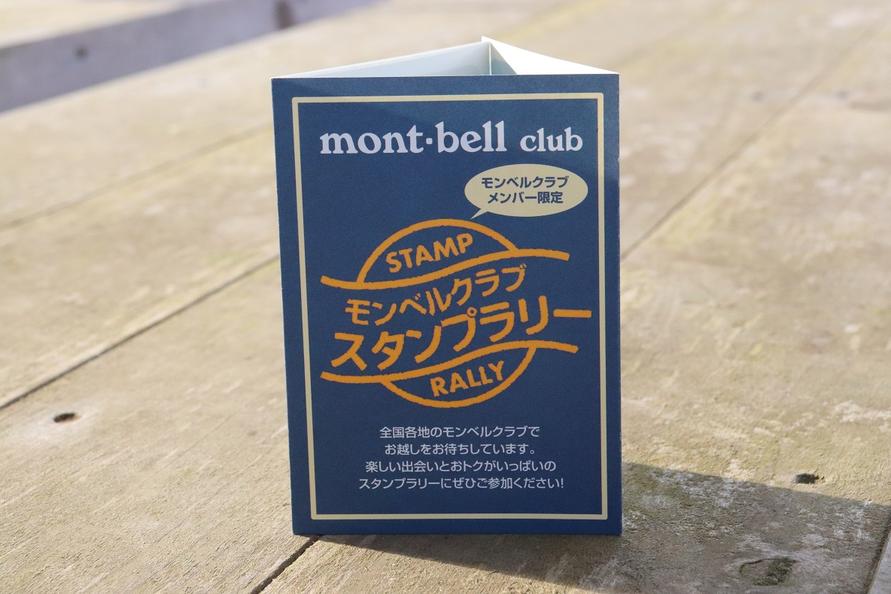 mont·bell club
モンベルクラブ
メンバー限定
STAMP
モンベルクラブ
スタンプラリー
RALLY
全国各地のモンベルクラブで
お越しをお待ちしています。
楽しい出会いとおトクがいっぱいの
スタンプラリーにぜひご参加ください!